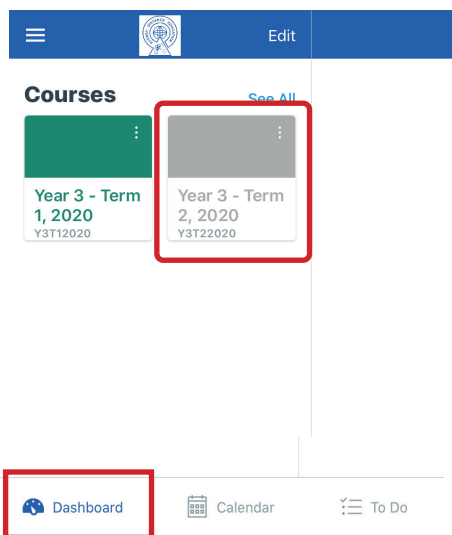 Edit
Courses
See All
Year 3 - Term
1, 2020
Y3T12020
Year 3 - Term
2, 2020
Y3T22020
Dashboard
Calendar
To Do